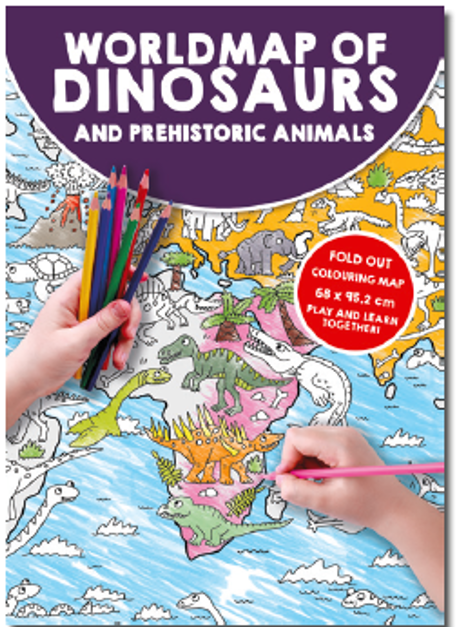 WORLDMAP OF
DINOSAURS
AND PREHISTORIC ANIMALS
FOLD OUT
COLOURING MAP
68 x 95,2 cm
PLAY AND LEARN
TOGETHER!